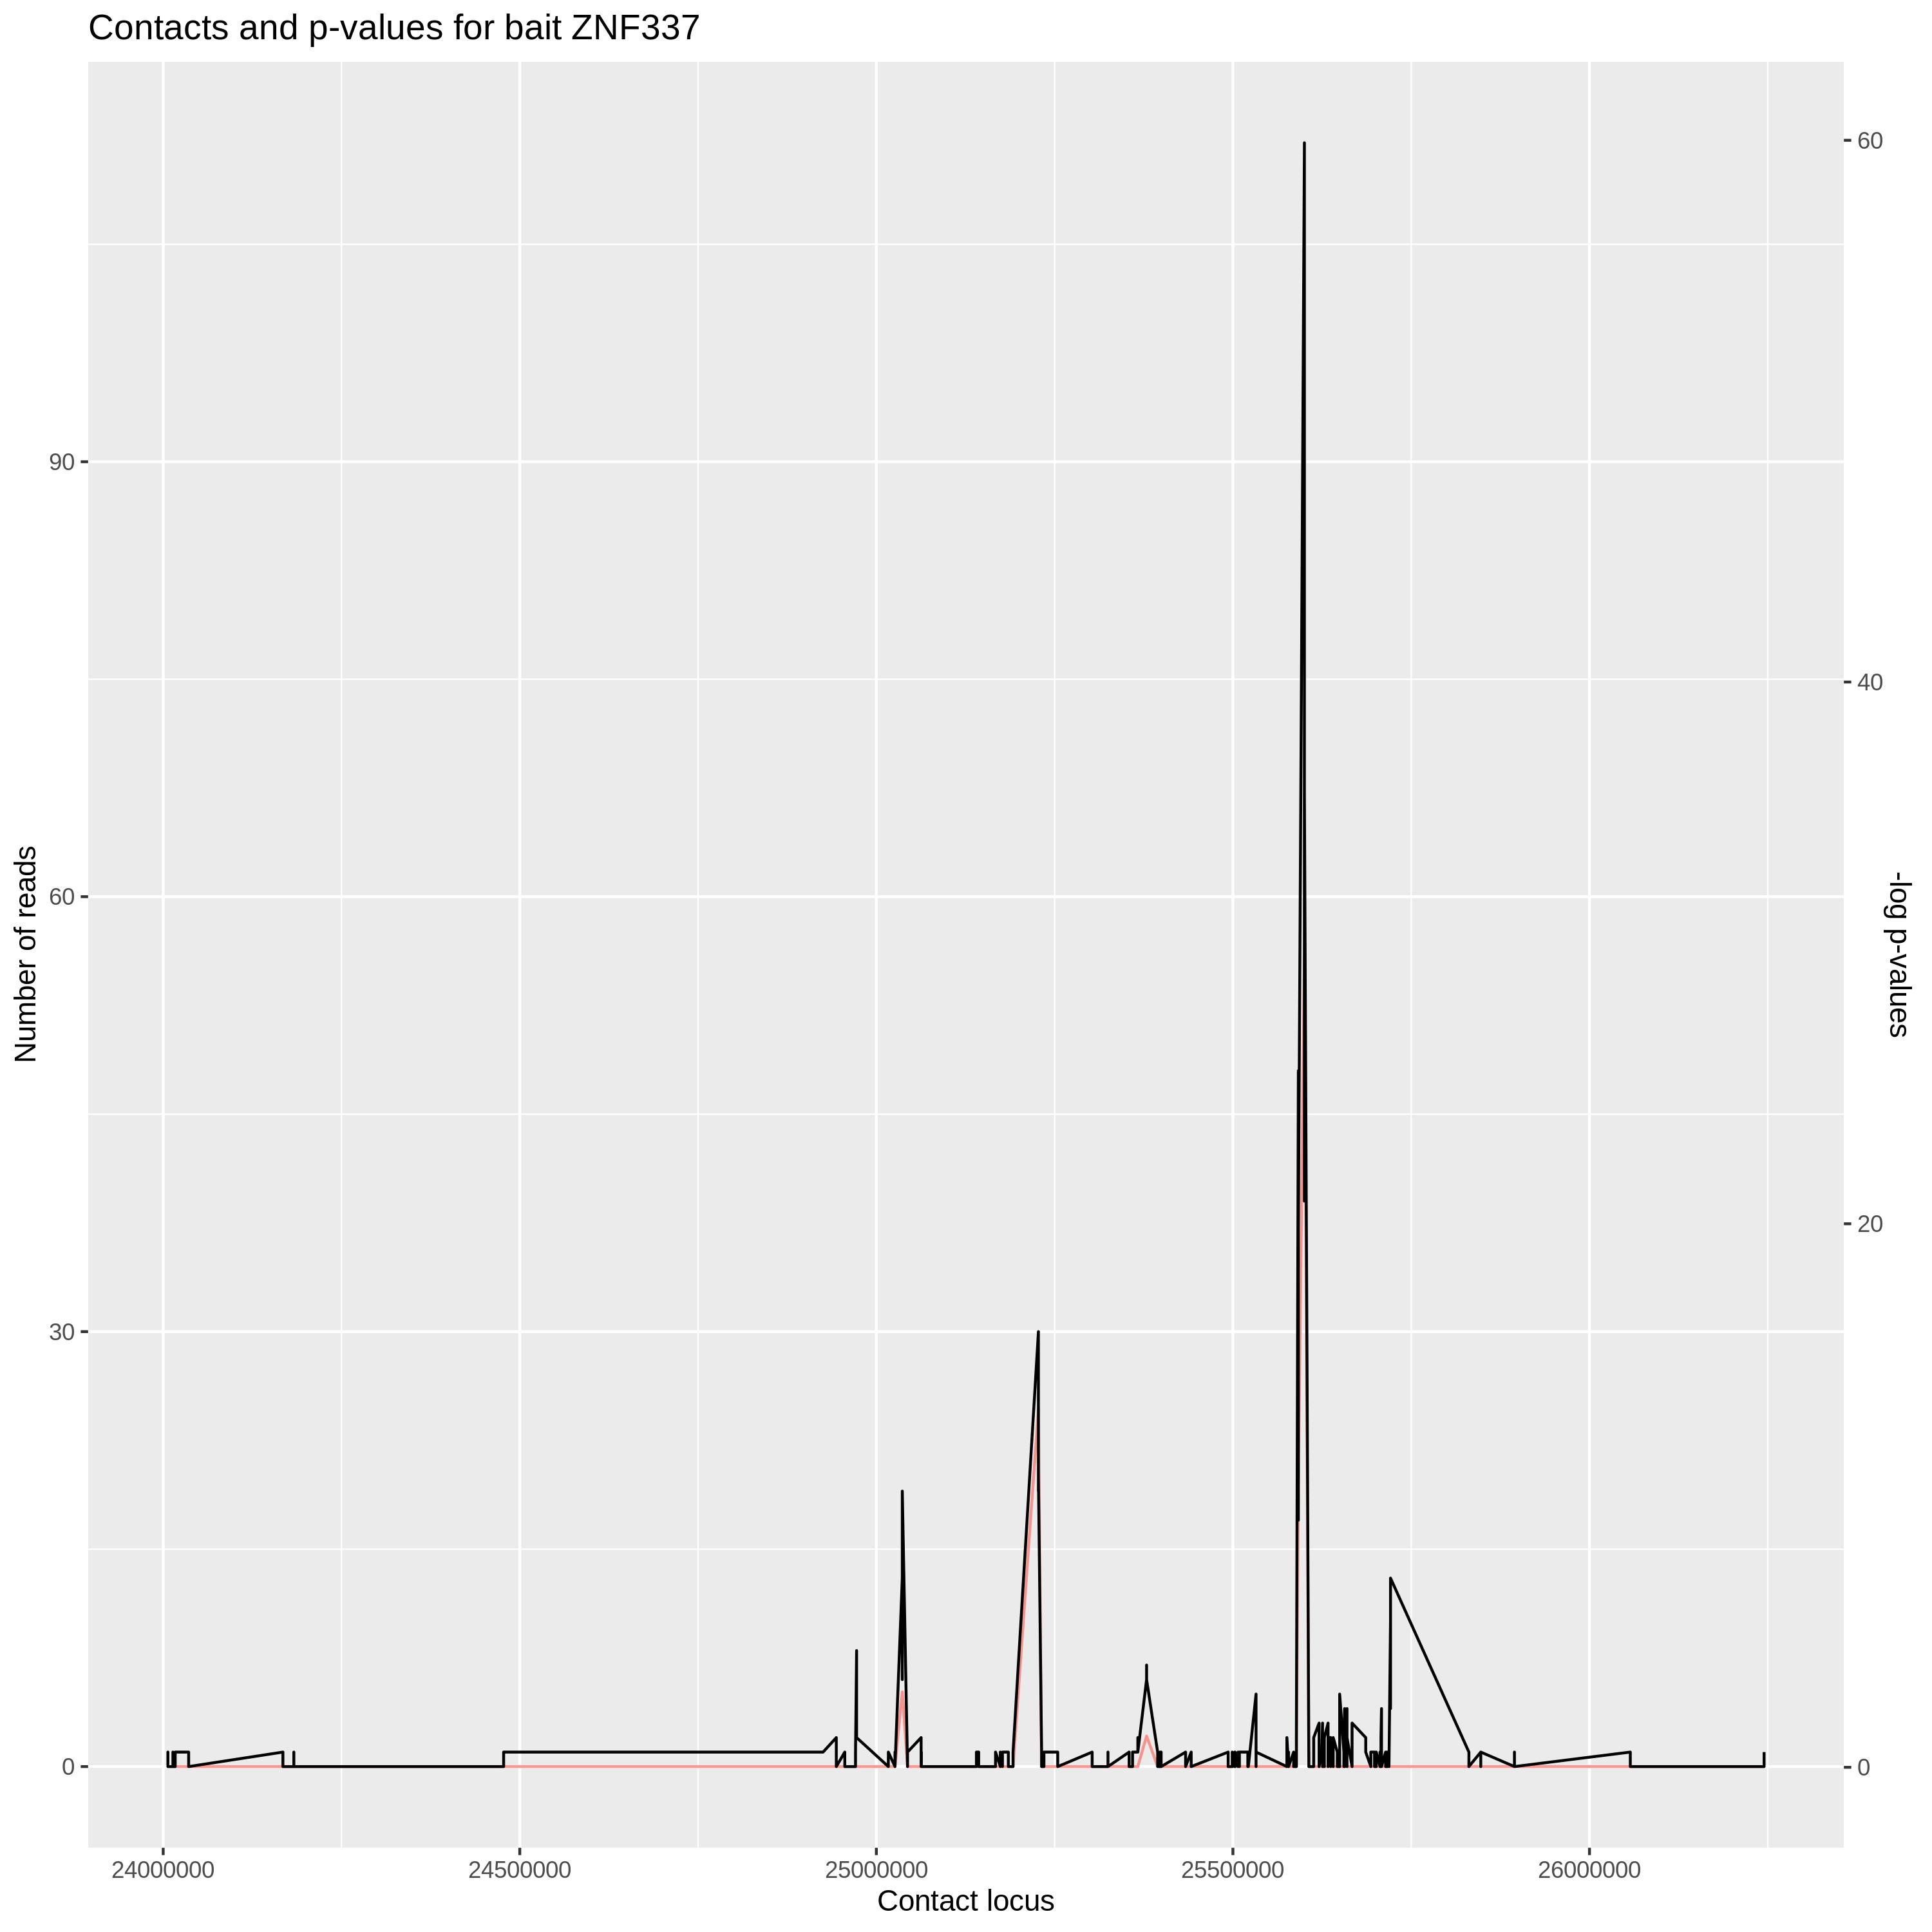 Contacts and p-values for bait ZNF337
Number of reads
90
60
30
0
60
40
20
0
-log p-values
24000000 24500000 25000000 25500000 26000000
Contact locus